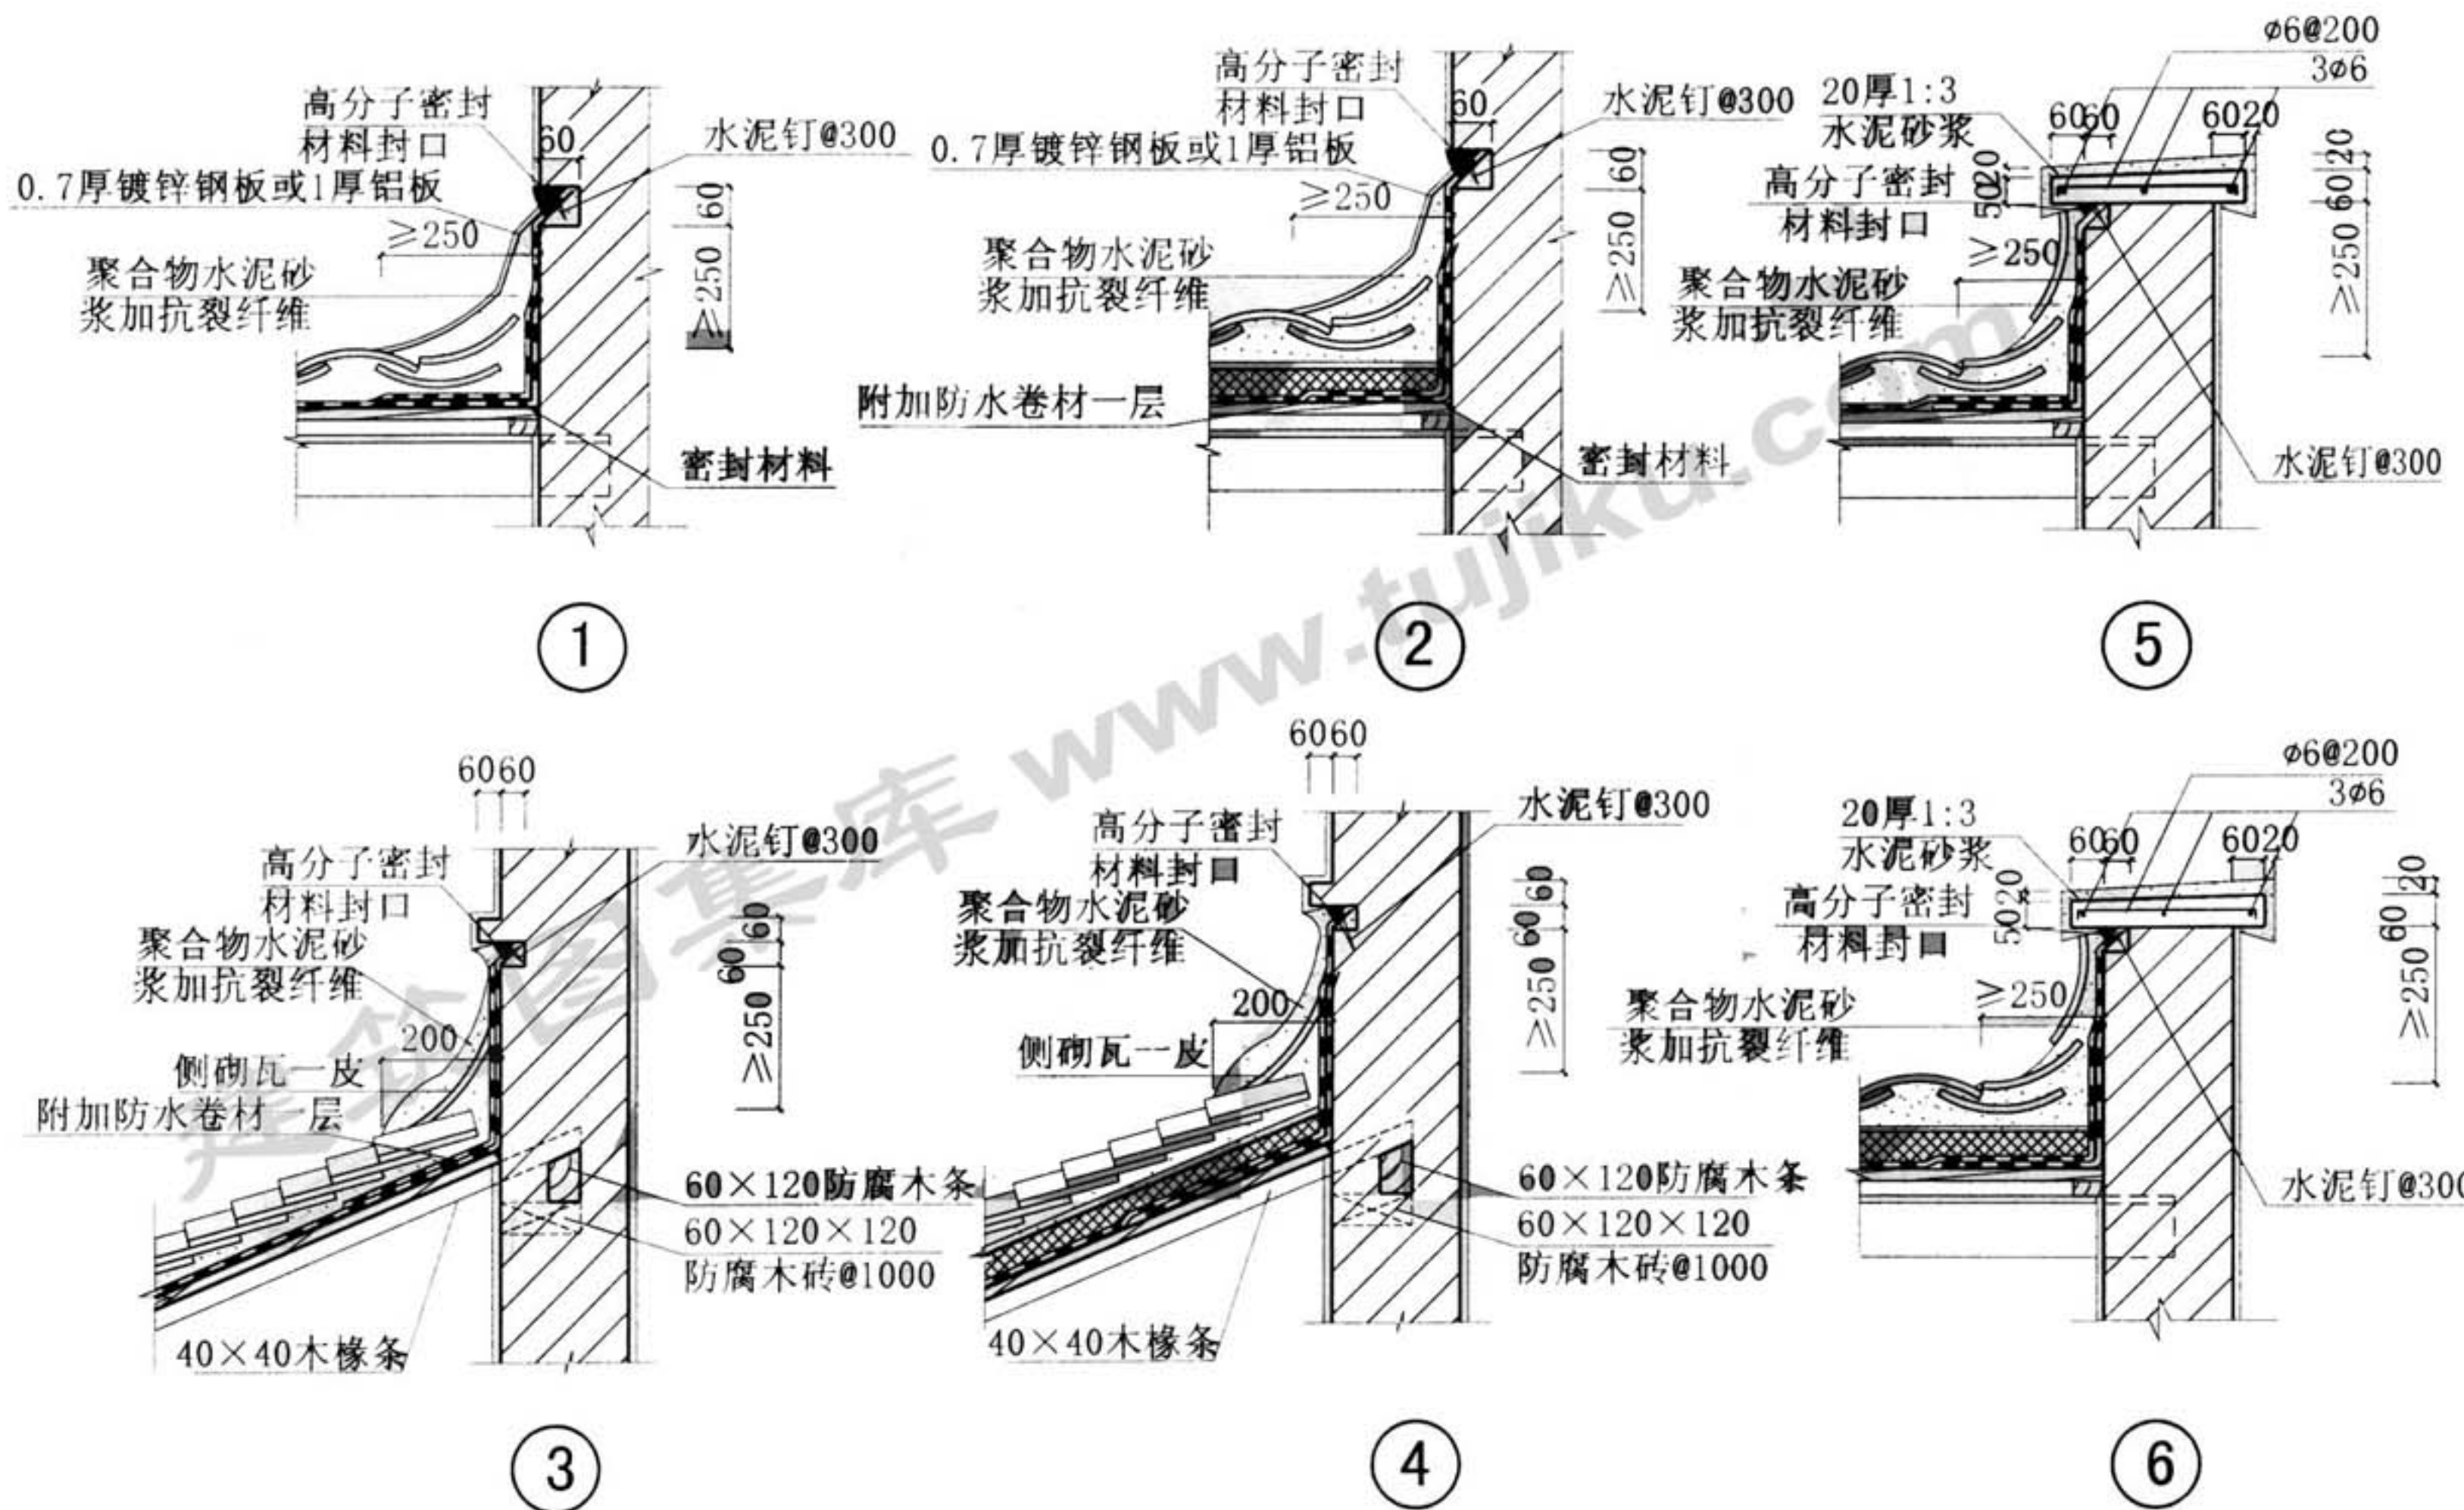 高分子密封
材料封口
60
水泥钉@300
0.7厚镀锌钢板或1厚铝板
≥250
60
≥250
聚合物水泥砂
浆加抗裂纤维
密封材料
1
高分子密封
材料封口
60
水泥钉@300
0.7厚镀锌钢板或1厚铝板
≥250
60
≥250
聚合物水泥砂
浆加抗裂纤维
附加防水卷材一层
密封材料
2
ø6@200
3ø6
20厚1:3
水泥砂浆
6060
6020
高分子密封
材料封口
5020
20
60
≥250
≥250
聚合物水泥砂
浆加抗裂纤维
水泥钉@300
5
6060
水泥钉@300
高分子密封
材料封口
聚合物水泥砂
浆加抗裂纤维
60
60
≥250
200
侧砌瓦一皮
附加防水卷材一层
60×120防腐木条
60×120×120
防腐木砖@1000
40×40木椽条
3
6060
水泥钉@300
高分子密封
材料封口
聚合物水泥砂
浆加抗裂纤维
60
60
≥250
200
侧砌瓦一皮
60×120防腐木条
60×120×120
防腐木砖@1000
40×40木椽条
4
ø6@200
3ø6
20厚1:3
水泥砂浆
6060
6020
高分子密封
材料封口
5020
20
60
≥250
≥250
聚合物水泥砂
浆加抗裂纤维
水泥钉@300
6
建筑图集库 www.tujiku.com